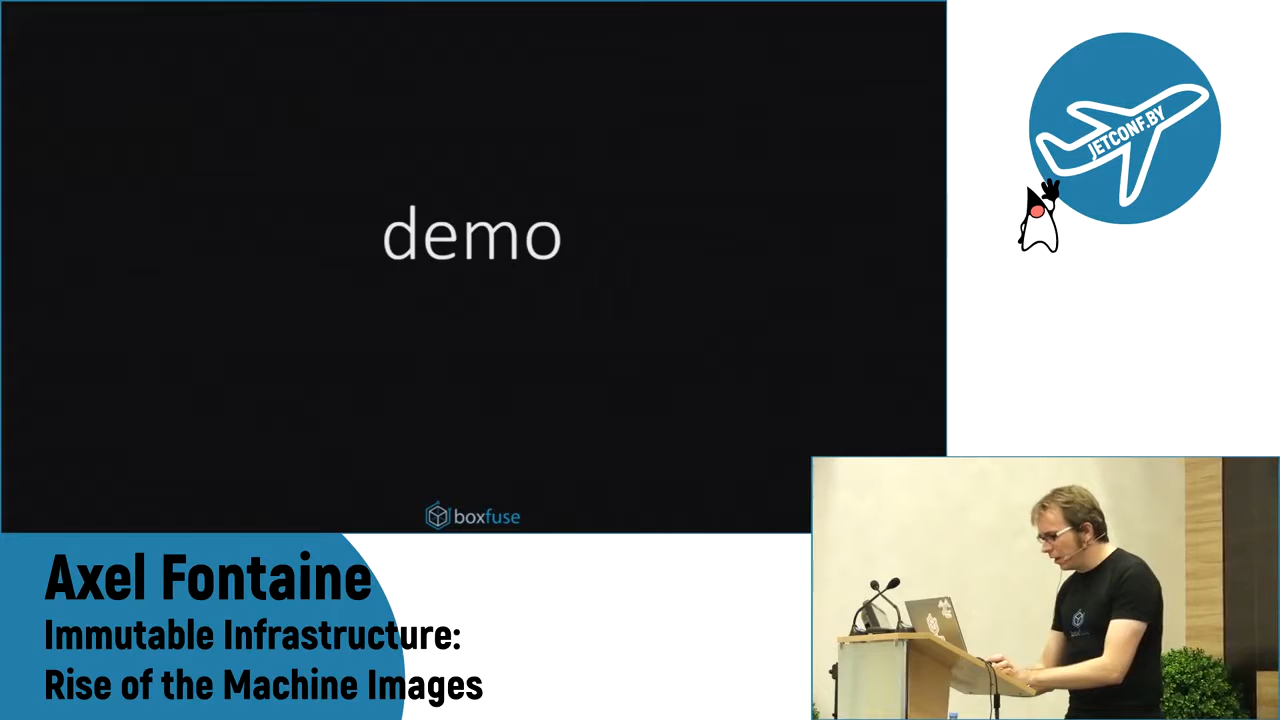 demo
boxfuse
JETCONF.BY
Axel Fontaine
Immutable Infrastructure:
Rise of the Machine Images